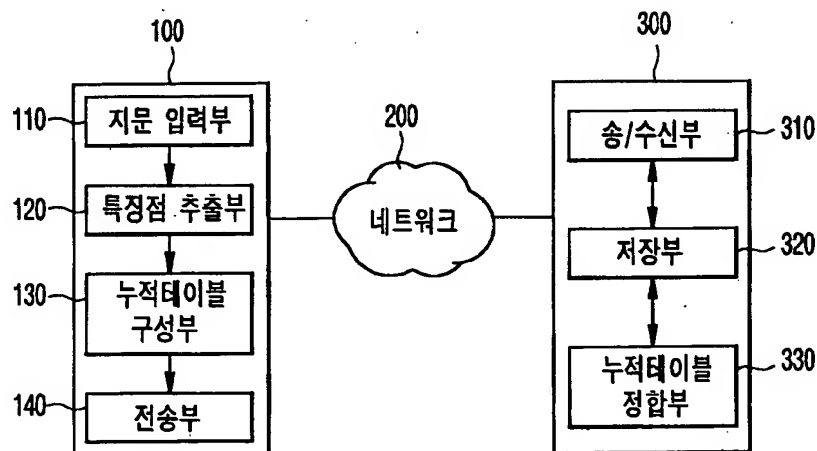 100
110
지문 입력부
120
특징점 추출부
130
누적테이블
구성부
140
전송부
200
네트워크
300
송/수신부
310
저장부
320
누적테이블
정합부
330